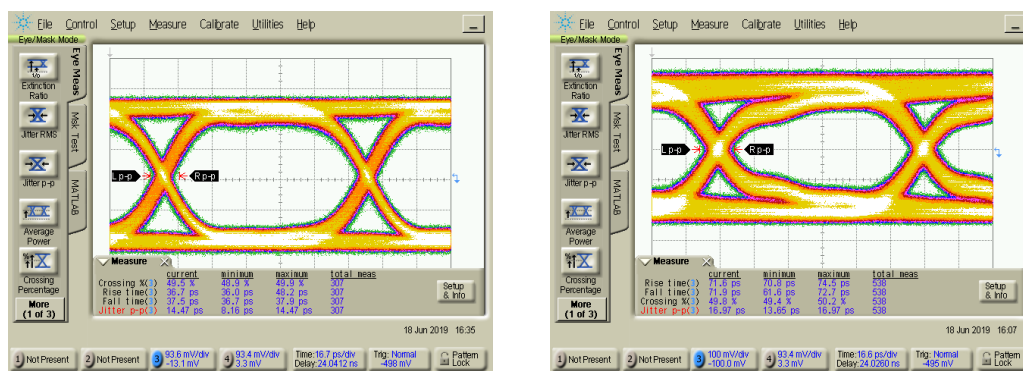 File Control Setup Measure Calibrate Utilities Help
Eye/Mask Mode
Extinction
Ratio
Jitter RMS
Jitter p-p
Average
Power
Crossing
Percentage
More
(1 of 3)
Eye Meas
Msk Test
MATLAB
L p-p
R p-p
Measure
current minimum maximum total meas
Crossing %(3) 49.5 % 48.9 % 49.9 % 307
Rise time(3) 36.7 ps 36.0 ps 48.2 ps 307
Fall time(3) 37.5 ps 36.7 ps 37.9 ps 307
Jitter p-p(3) 14.47 ps 8.16 ps 14.47 ps 307
Setup
& Info
18 Jun 2019 16:35
1 Not Present
2 Not Present
3 93.6 mV/div
-13.1 mV
4 93.4 mV/div
3.3 mV
Time:16.7 ps/div
Delay:24.0412 ns
Trig: Normal
-498 mV
Pattern
Lock
File Control Setup Measure Calibrate Utilities Help
Eye/Mask Mode
Extinction
Ratio
Jitter RMS
Jitter p-p
Average
Power
Crossing
Percentage
More
(1 of 3)
Eye Meas
Msk Test
MATLAB
L p-p
R p-p
Measure
current minimum maximum total meas
Rise time(3) 71.6 ps 70.8 ps 74.5 ps 538
Fall time(3) 71.9 ps 61.6 ps 72.7 ps 538
Crossing %(3) 49.8 % 49.4 % 50.2 % 538
Jitter p-p(3) 16.97 ps 13.65 ps 16.97 ps 538
Setup
& Info
18 Jun 2019 16:07
1 Not Present
2 Not Present
3 100 mV/div
-100.0 mV
4 93.4 mV/div
3.3 mV
Time:16.6 ps/div
Delay:24.0260 ns
Trig: Normal
-495 mV
Pattern
Lock